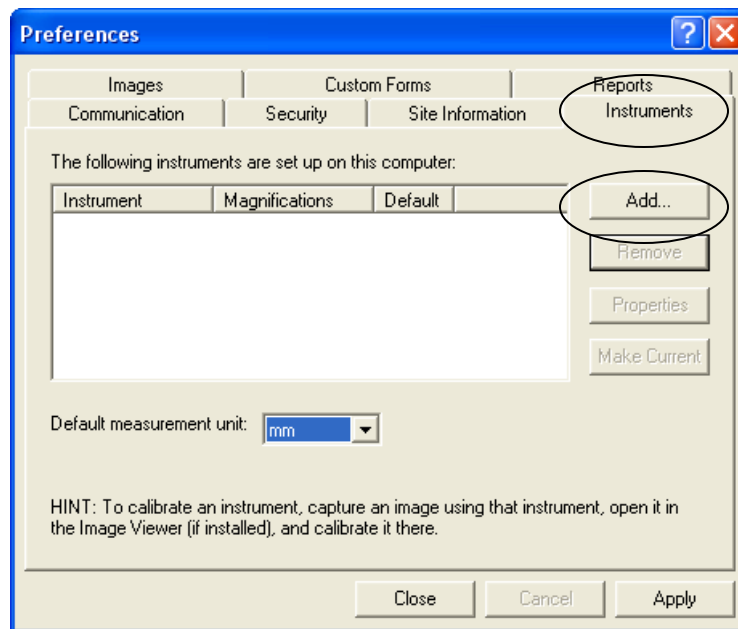 Preferences
Images Custom Forms Reports
Communication Security Site Information Instruments
The following instruments are set up on this computer:
Instrument Magnifications Default
Add...
Remove
Properties
Make Current
Default measurement unit: mm
HINT: To calibrate an instrument, capture an image using that instrument, open it in
the Image Viewer (if installed), and calibrate it there.
Close Cancel Apply